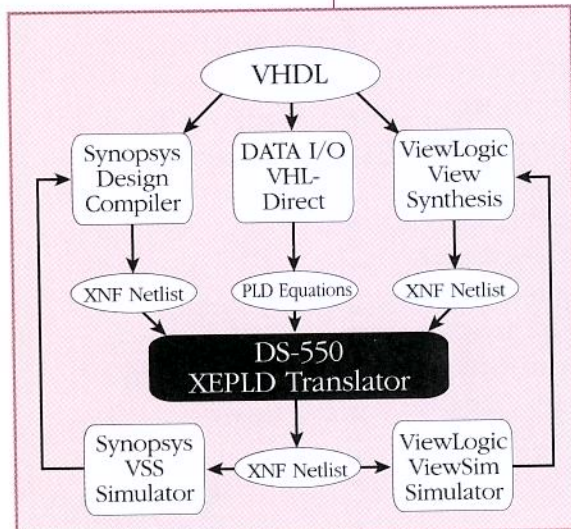 VHDL
Synopsys
Design
Compiler
DATA I/O
VHL-
Direct
ViewLogic
View
Synthesis
XNF Netlist
PLD Equations
XNF Netlist
DS-550
XEPLD Translator
Synopsys
VSS
Simulator
XNF Netlist
ViewLogic
ViewSim
Simulator